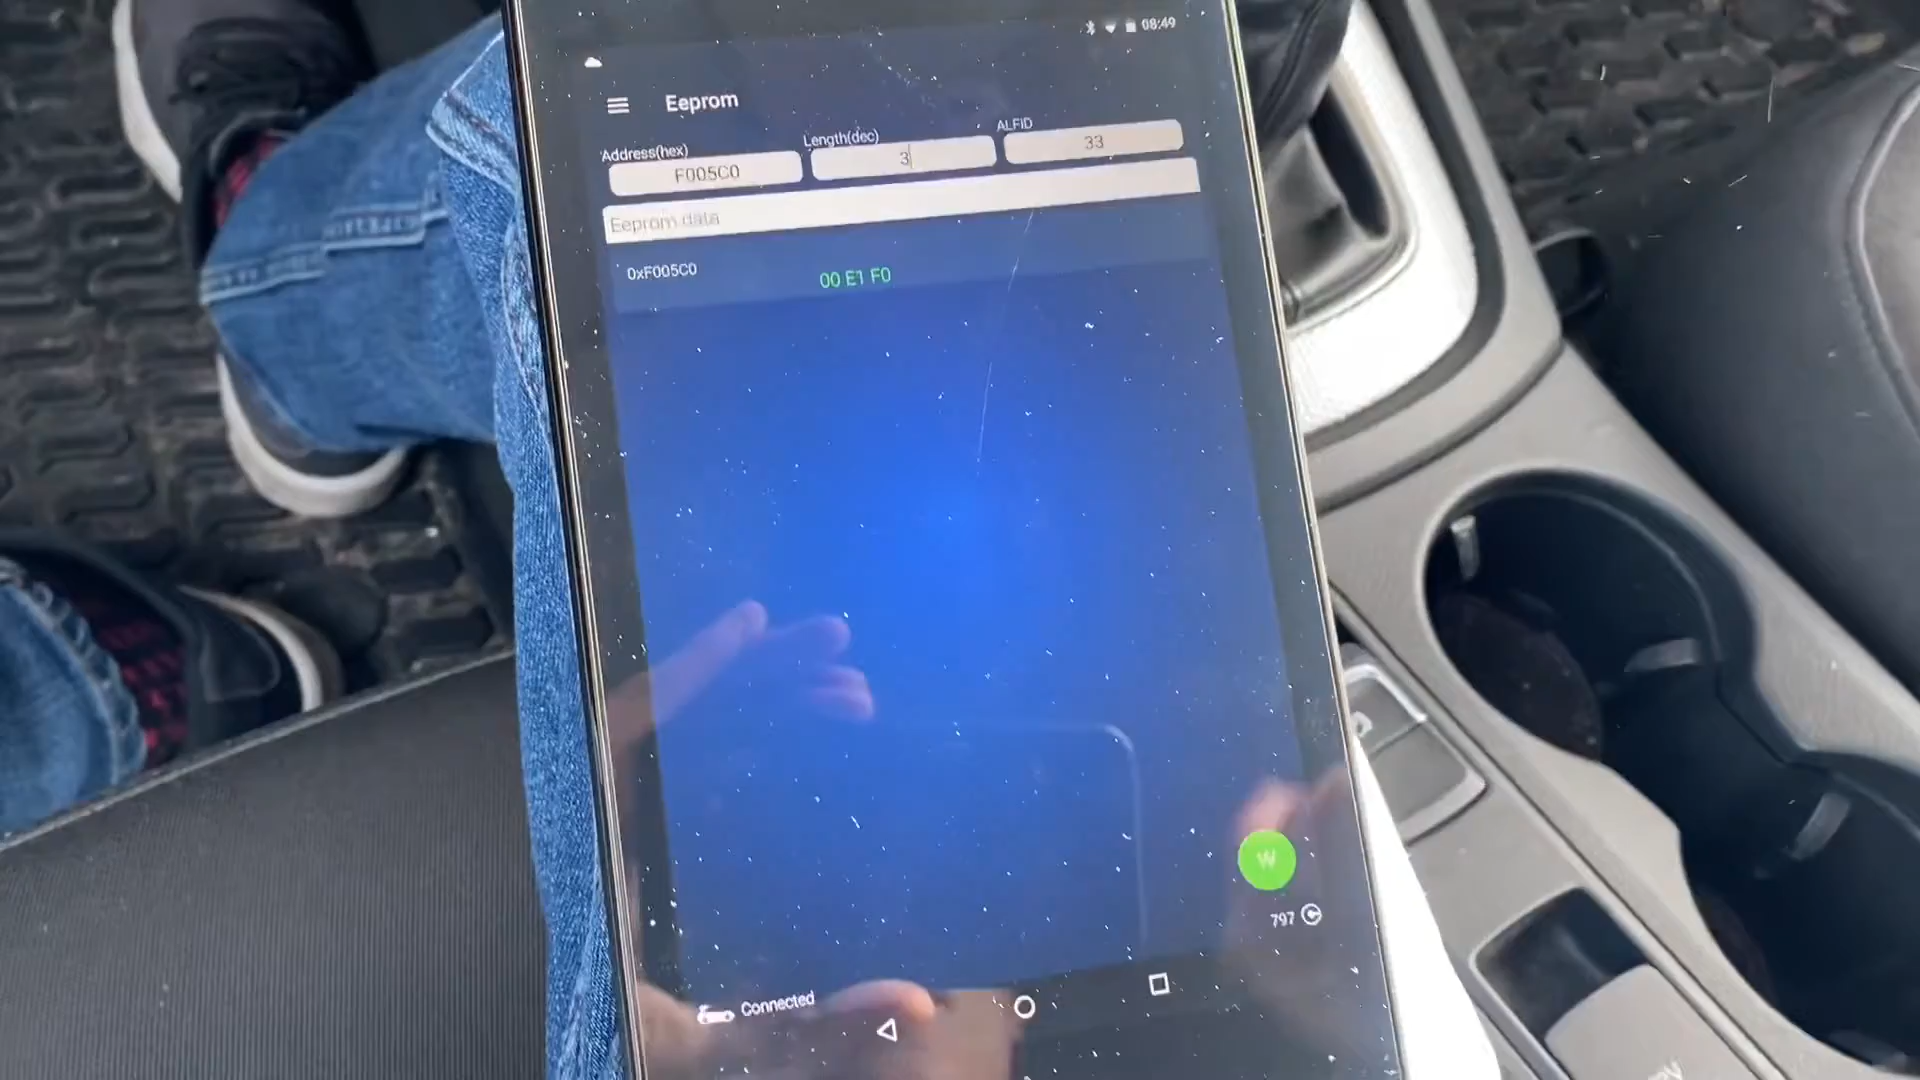 08:49
Eeprom
Address(hex)
Length(dec)
ALFID
F005C0
3
33
Eeprom data
0xF005C0
00 E1 F0
W
797
Connected